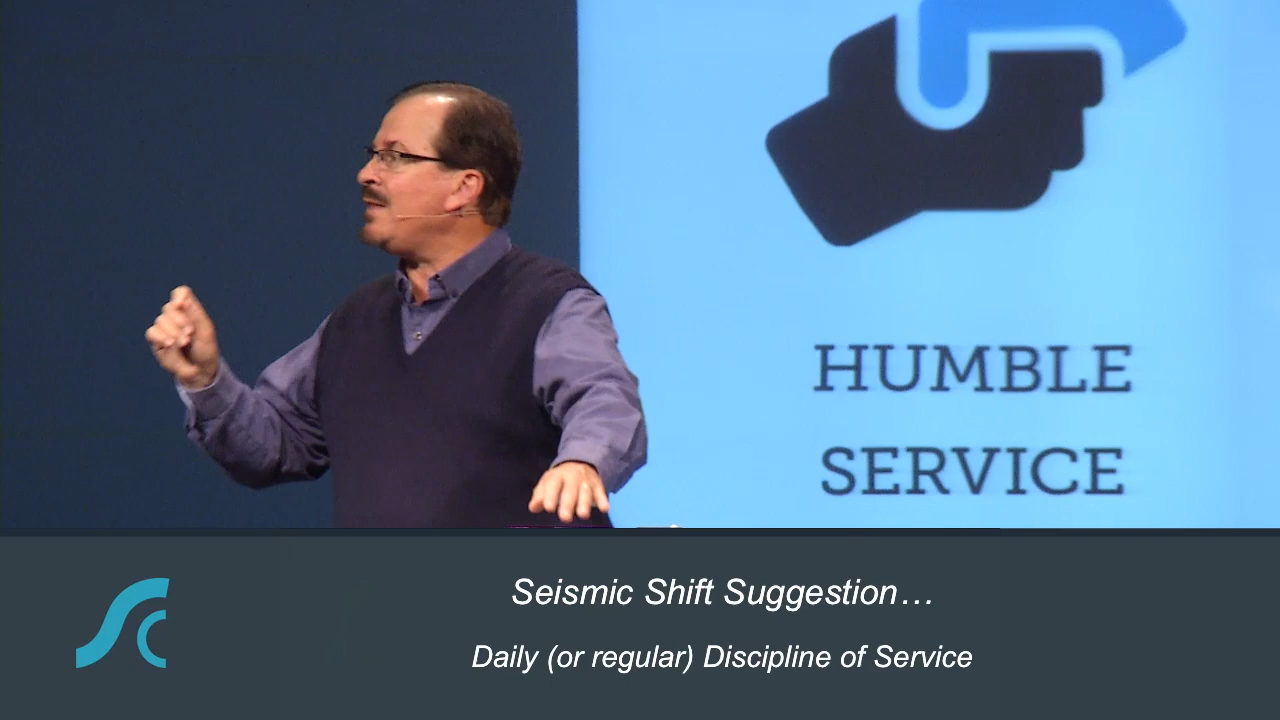 HUMBLE
SERVICE
Seismic Shift Suggestion…
Daily (or regular) Discipline of Service